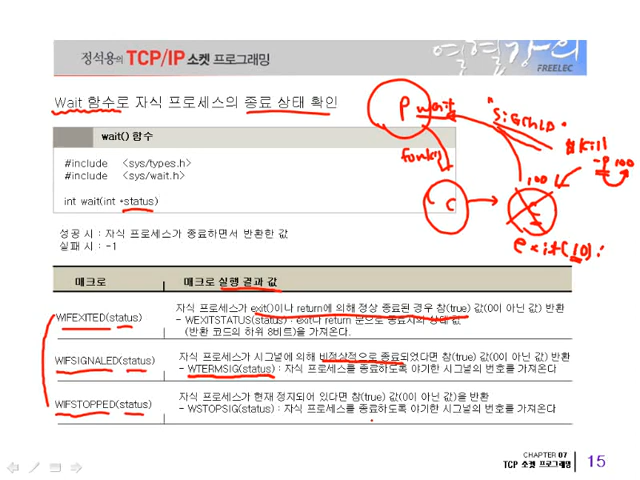 정석용의 TCP/IP 소켓 프로그래밍
열혈강의
FREELEC
Wait 함수로 자식 프로세스의 종료 상태 확인
wait() 함수
#include <sys/types.h>
#include <sys/wait.h>
int wait(int *status)
성공 시 : 자식 프로세스가 종료하면서 반환한 값
실패 시 : -1
P wait
"SIGCHLD"
fork()
kill
-9 100
100
C
exit(10);
매크로 매크로 실행 결과 값
WIFEXITED(status)
자식 프로세스가 exit()이나 return에 의해 정상 종료된 경우 참(true) 값(0이 아닌 값) 반환
- WEXITSTATUS(status) : exit나 return 문으로 종료시의 상태 값
(반환 코드의 하위 8비트)을 가져온다.
WIFSIGNALED(status)
자식 프로세스가 시그널에 의해 비정상적으로 종료되었다면 참(true) 값(0이 아닌 값) 반환
- WTERMSIG(status) : 자식 프로세스를 종료하도록 야기한 시그널의 번호를 가져온다
WIFSTOPPED(status)
자식 프로세스가 현재 정지되어 있다면 참(true) 값(0이 아닌 값)을 반환
- WSTOPSIG(status) : 자식 프로세스를 종료하도록 야기한 시그널의 번호를 가져온다
CHAPTER 07
TCP 소켓 프로그래밍
15